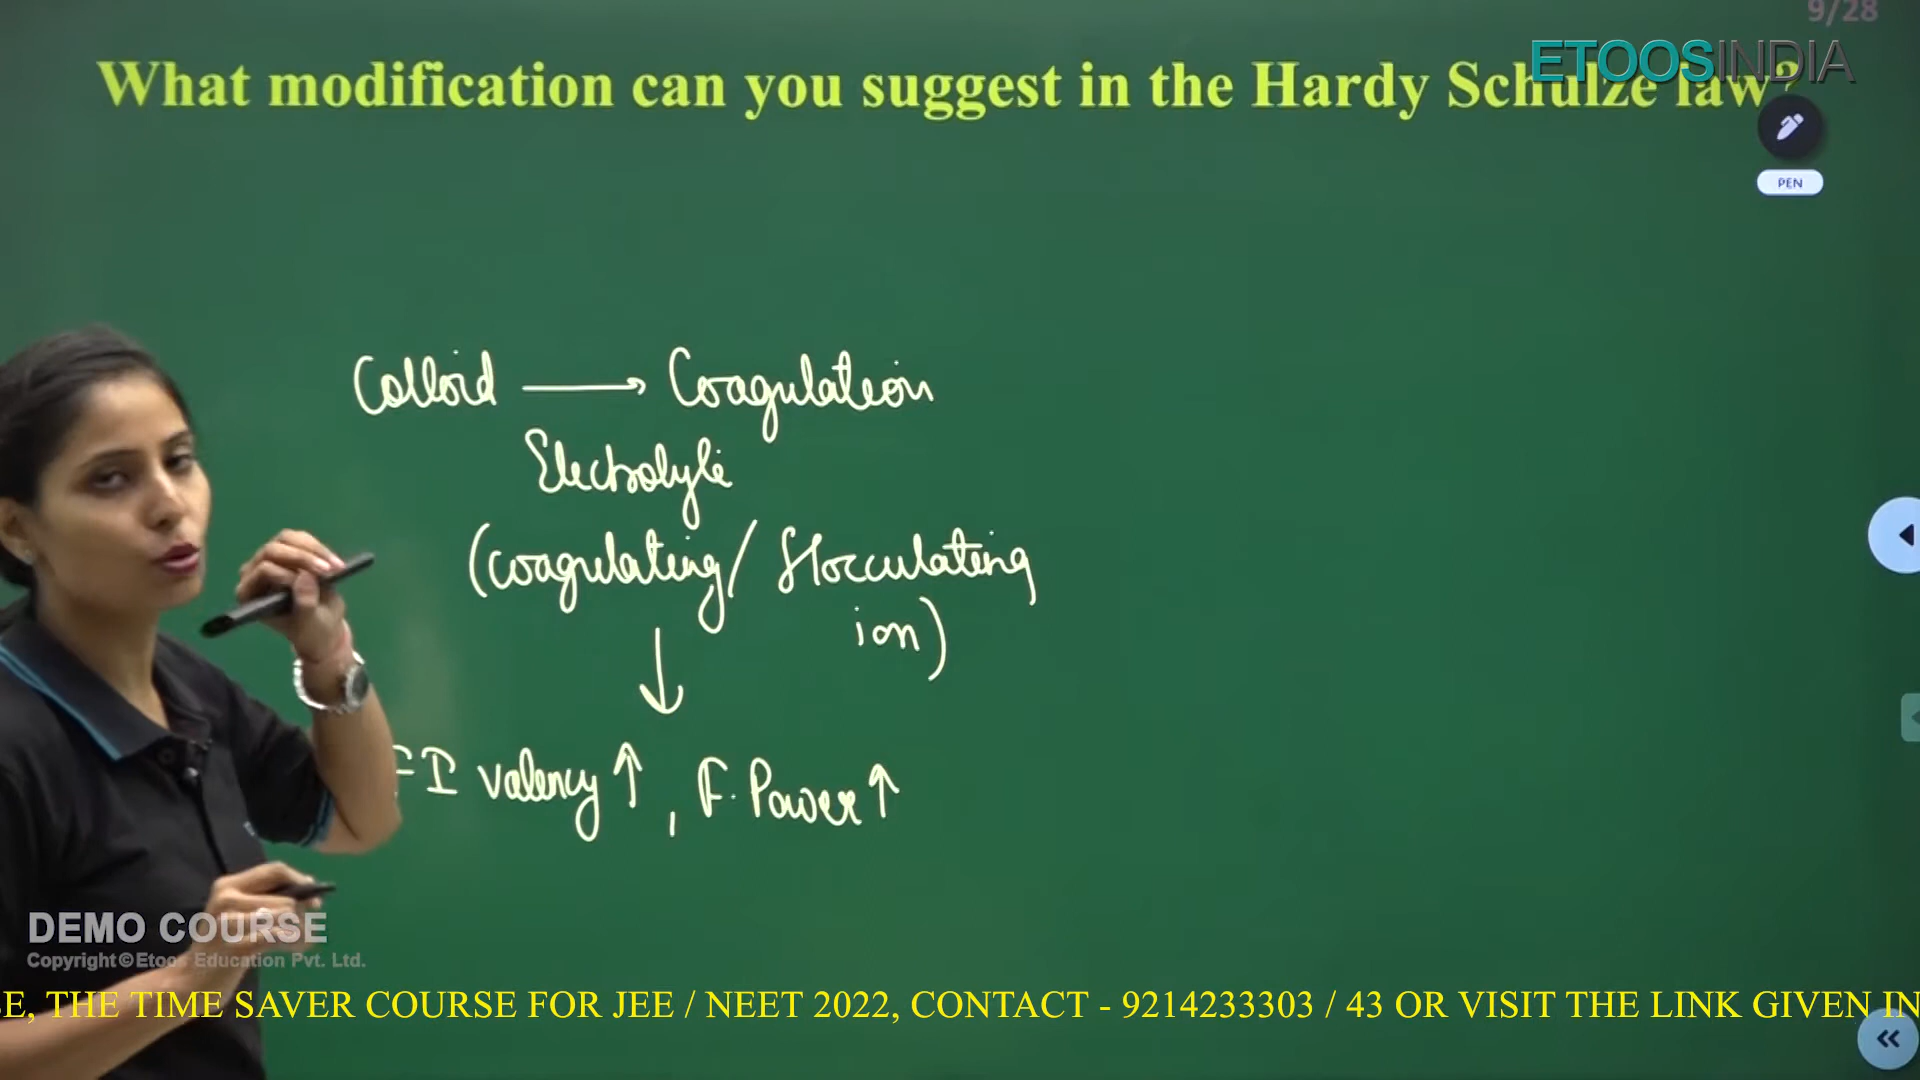 9/28
ETOOSINDIA
What modification can you suggest in the Hardy Schulze law?
PEN
Colloid → Coagulation
Electrolyte
(coagulating/ flocculating
ion)
↓
FI valency ↑, F. Power ↑
DEMO COURSE
Copyright©Etoos Education Pvt. Ltd.
SE, THE TIME SAVER COURSE FOR JEE / NEET 2022, CONTACT - 9214233303 / 43 OR VISIT THE LINK GIVEN IN